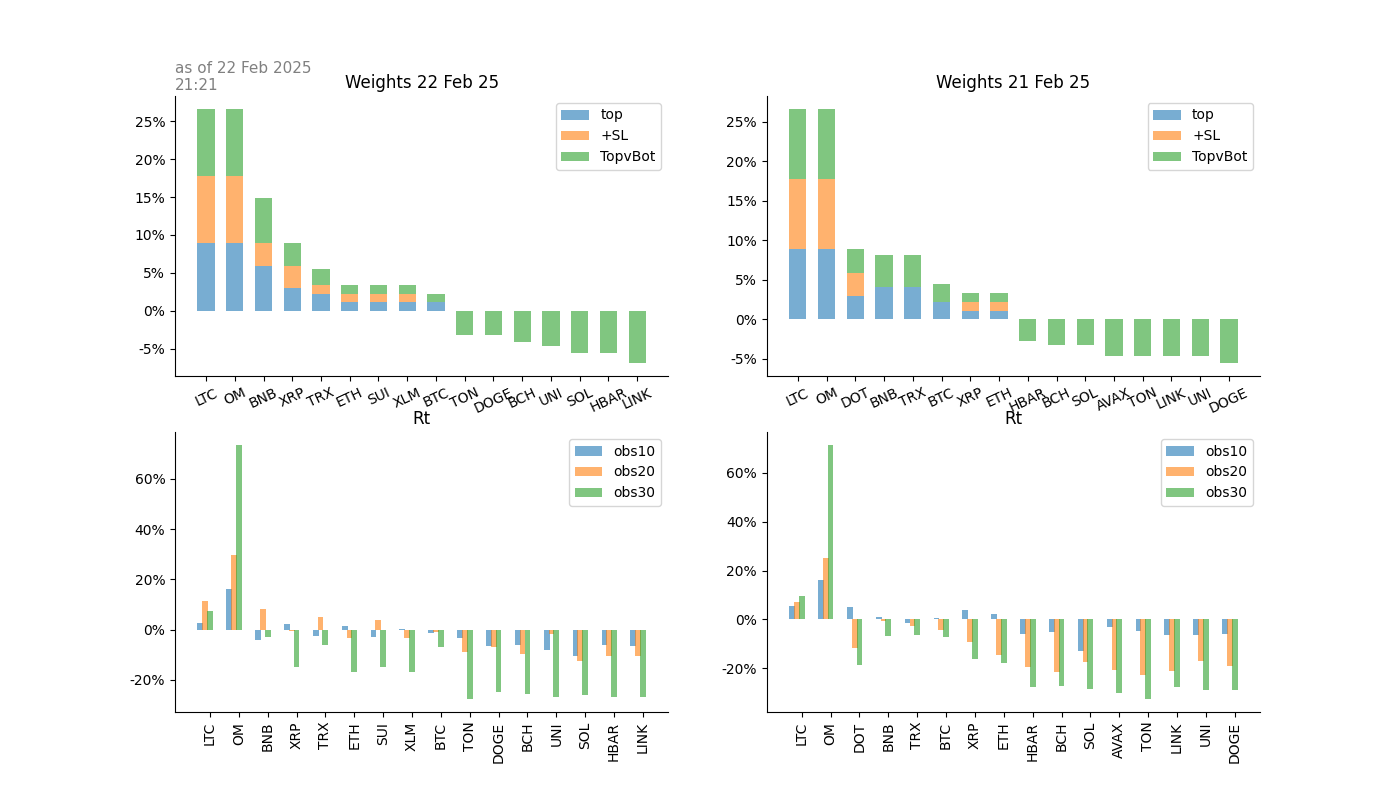 as of 22 Feb 2025
21:21
Weights 22 Feb 25
25%
20%
15%
10%
5%
0%
-5%
top
+SL
TopvBot
LTC OM BNB XRP TRX ETH SUI XLM BTC TON DOGE BCH UNI SOL HBAR LINK
Weights 21 Feb 25
25%
20%
15%
10%
5%
0%
-5%
top
+SL
TopvBot
LTC OM DOT BNB TRX BTC XRP ETH HBAR BCH SOL AVAX TON LINK UNI DOGE
Rt
60%
40%
20%
0%
-20%
obs10
obs20
obs30
LTC OM BNB XRP TRX ETH SUI XLM BTC TON DOGE BCH UNI SOL HBAR LINK
Rt
60%
40%
20%
0%
-20%
obs10
obs20
obs30
LTC OM DOT BNB TRX BTC XRP ETH HBAR BCH SOL AVAX TON LINK UNI DOGE